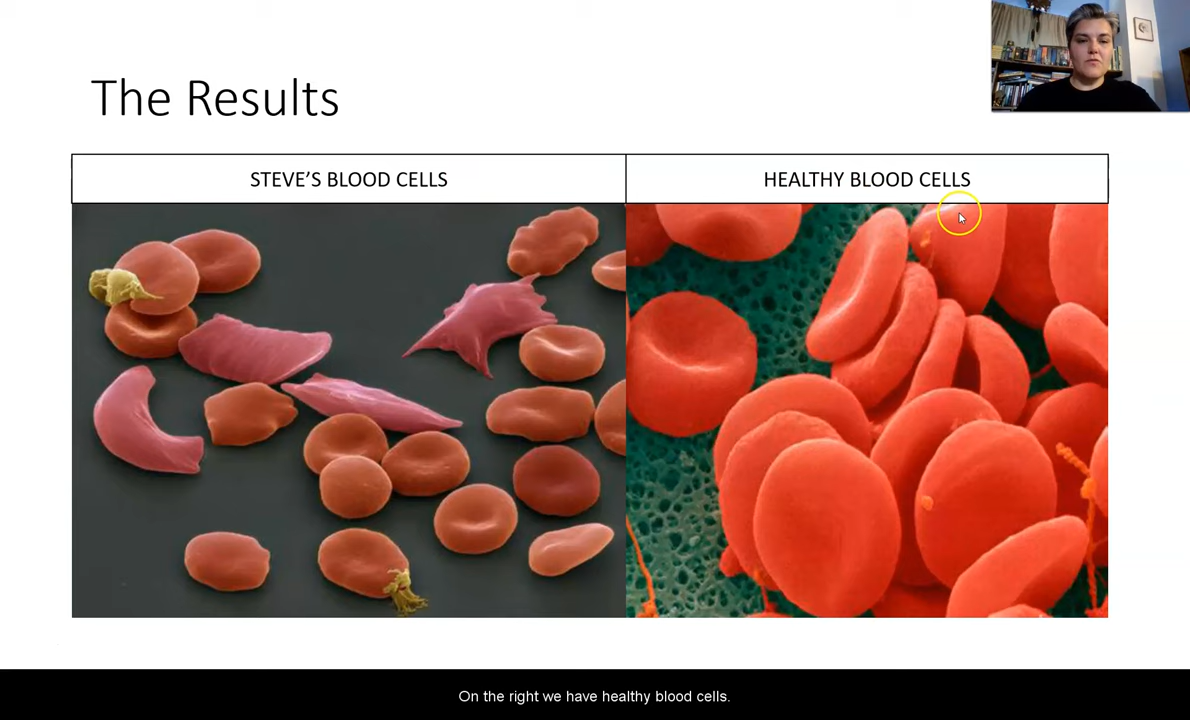 The Results
STEVE'S BLOOD CELLS
HEALTHY BLOOD CELLS
On the right we have healthy blood cells.